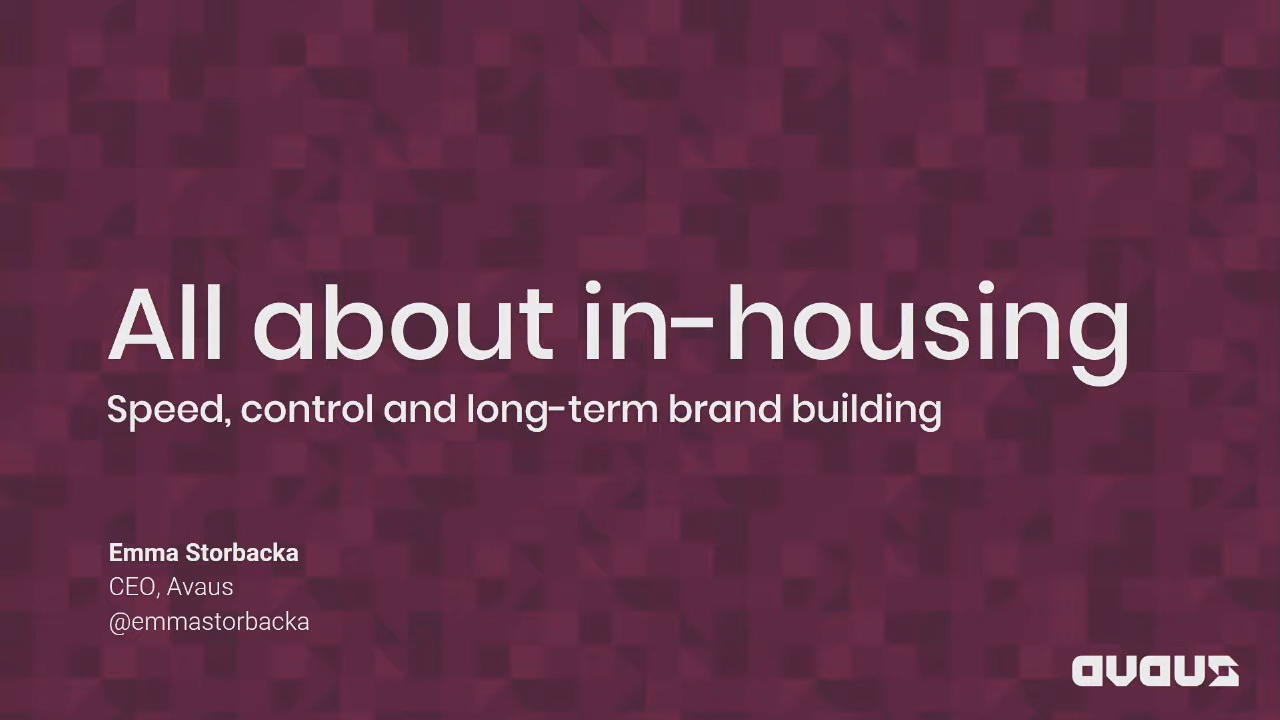 All about in-housing
Speed, control and long-term brand building
Emma Storbacka
CEO, Avaus
@emmastorbacka
avaus